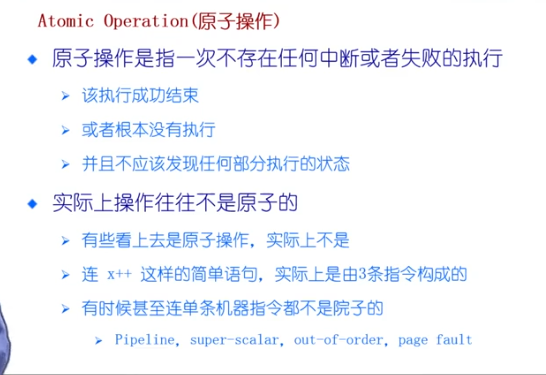 Atomic Operation(原子操作)
原子操作是指一次不存在任何中断或者失败的执行
该执行成功结束
或者根本没有执行
并且不应该发现任何部分执行的状态
实际上操作往往不是原子的
有些看上去是原子操作，实际上不是
连 x++ 这样的简单语句，实际上是由3条指令构成的
有时候甚至连单条机器指令都不是院子的
Pipeline, super-scalar, out-of-order, page fault